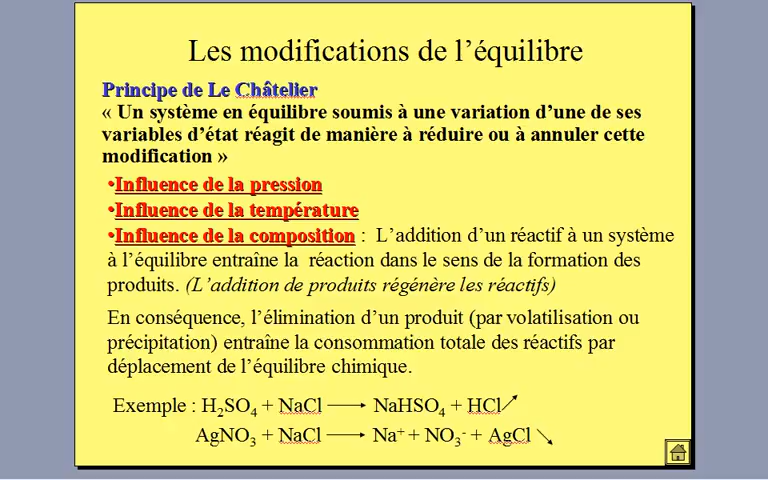 Les modifications de l’équilibre
Principe de Le Châtelier
« Un système en équilibre soumis à une variation d’une de ses
variables d’état réagit de manière à réduire ou à annuler cette
modification »
•Influence de la pression
•Influence de la température
•Influence de la composition : L’addition d’un réactif à un système
à l’équilibre entraîne la réaction dans le sens de la formation des
produits. (L’addition de produits régénère les réactifs)
En conséquence, l’élimination d’un produit (par volatilisation ou
précipitation) entraîne la consommation totale des réactifs par
déplacement de l’équilibre chimique.
Exemple : H₂SO₄ + NaCl ⟶ NaHSO₄ + HCl↗
AgNO₃ + NaCl ⟶ Na⁺ + NO₃⁻ + AgCl ↘